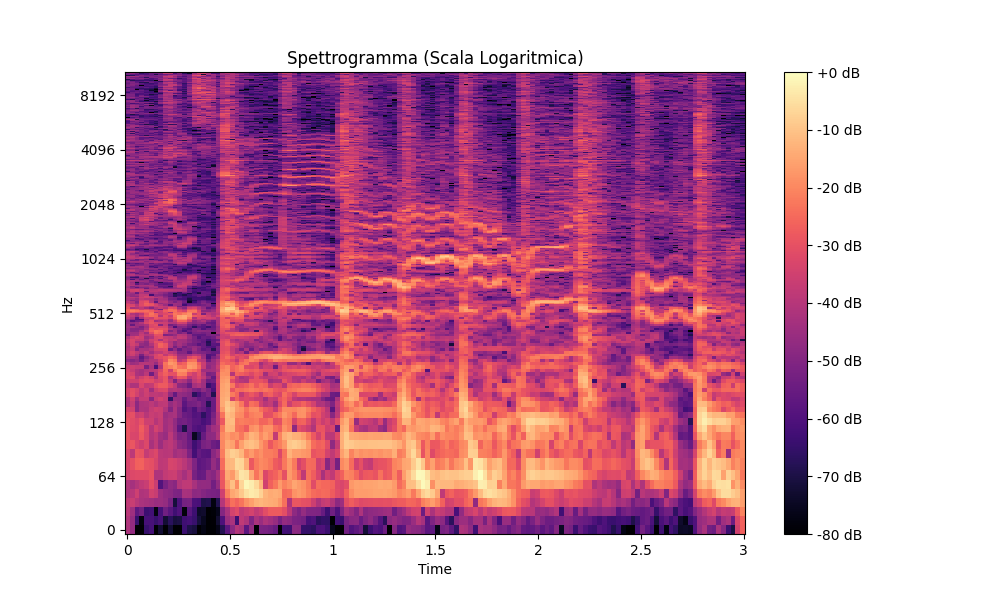 Spettrogramma (Scala Logaritmica)
8192
4096
2048
1024
512
256
128
64
0
Hz
0
0.5
1
1.5
2
2.5
3
Time
+0 dB
-10 dB
-20 dB
-30 dB
-40 dB
-50 dB
-60 dB
-70 dB
-80 dB